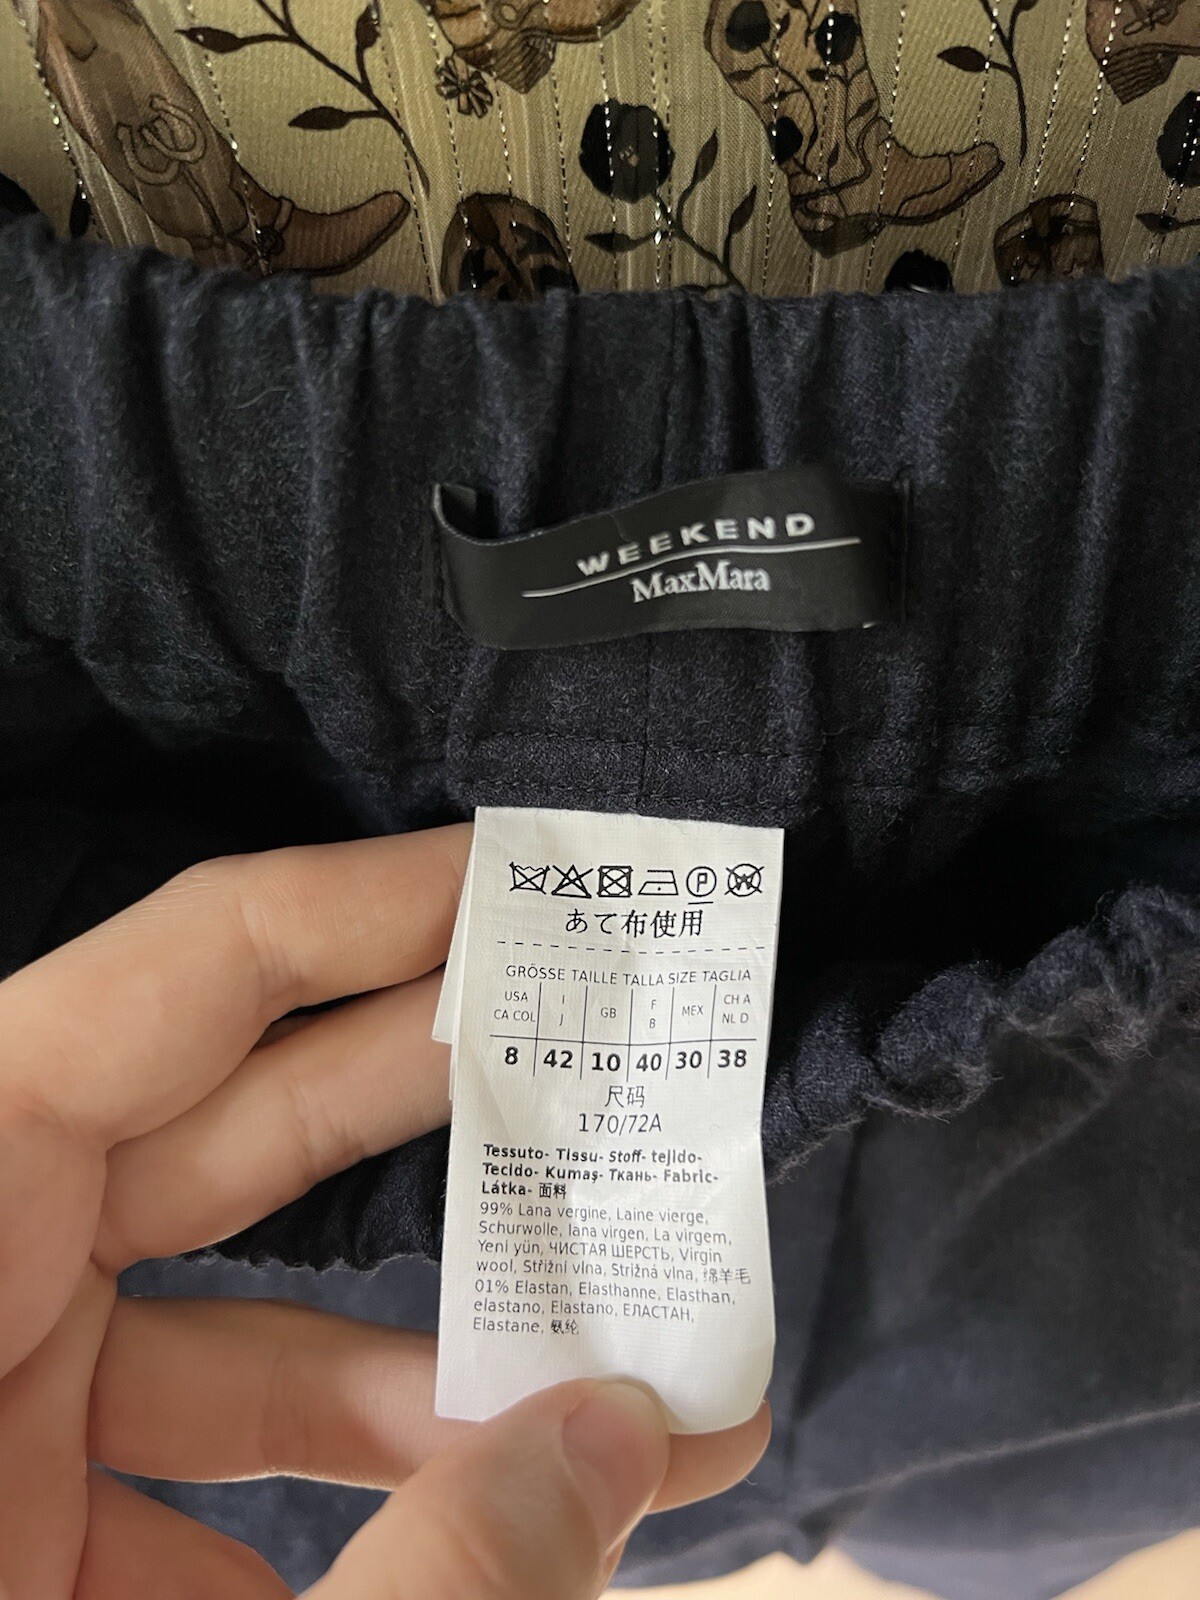 WEEKEND
MaxMara
P W
あて布使用
GRÖSSE TAILLE TALLA SIZE TAGLIA
USA I GB F MEX CH A
CA COL J B NL D
8 42 10 40 30 38
尺码
170/72A
Tessuto- Tissu- Stoff- tejido-
Tecido- Kumaş- Ткань- Fabric-
Látka- 面料
99% Lana vergine, Laine vierge,
Schurwolle, lana virgen, La virgem,
Yeni yün, ЧИСТАЯ ШЕРСТЬ, Virgin
wool, Střižní vlna, Strižná vlna, 绵羊毛
01% Elastan, Elasthanne, Elasthan,
elastano, Elastano, ЕЛАСТАН,
Elastane, 氨纶